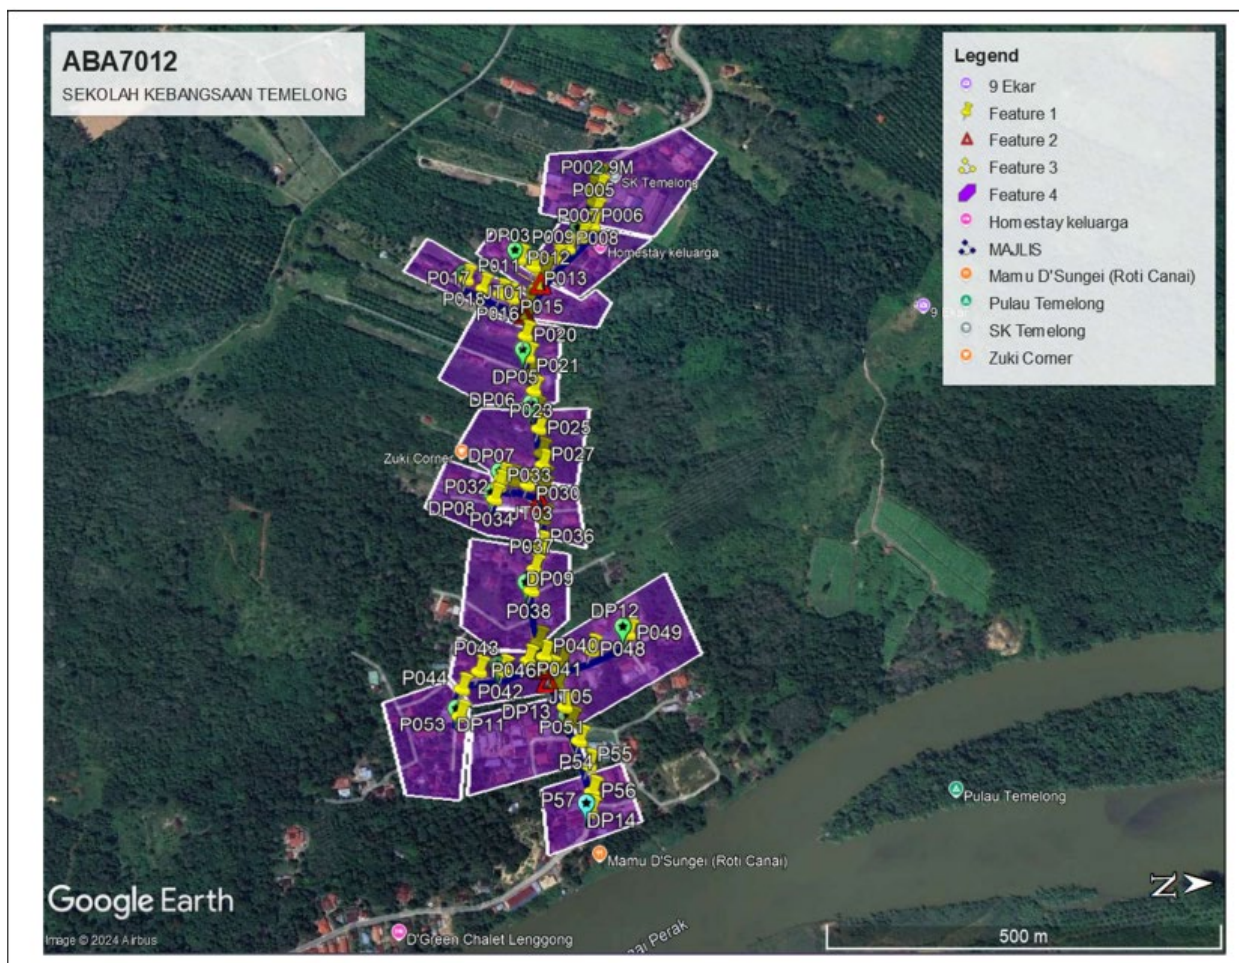 ABA7012
SEKOLAH KEBANGSAAN TEMELONG
Legend
9 Ekar
Feature 1
Feature 2
Feature 3
Feature 4
Homestay keluarga
MAJLIS
Mamu D'Sungei (Roti Canai)
Pulau Temelong
SK Temelong
Zuki Corner
P002 9M
SK Temelong
P005
P007 P006
DP03 P009 P008
Homestay keluarga
P012
P011
P017
P013
JT01
P018
P015
P016
9 Ekar
P020
P021
DP05
DP06
P023
P025
Zuki Corner
DP07
P027
P033
P032
P030
DP08
JT03
P034
P036
P037
DP09
P038
DP12
P049
P040
P048
P043
P046 P041
P044
P042
JT05
DP13
P053
DP11
P051
P55
P54
P56
P57
DP14
Pulau Temelong
Mamu D'Sungei (Roti Canai)
Google Earth
N
Image © 2024 Airbus
D'Green Chalet Lenggong
Perak
500 m